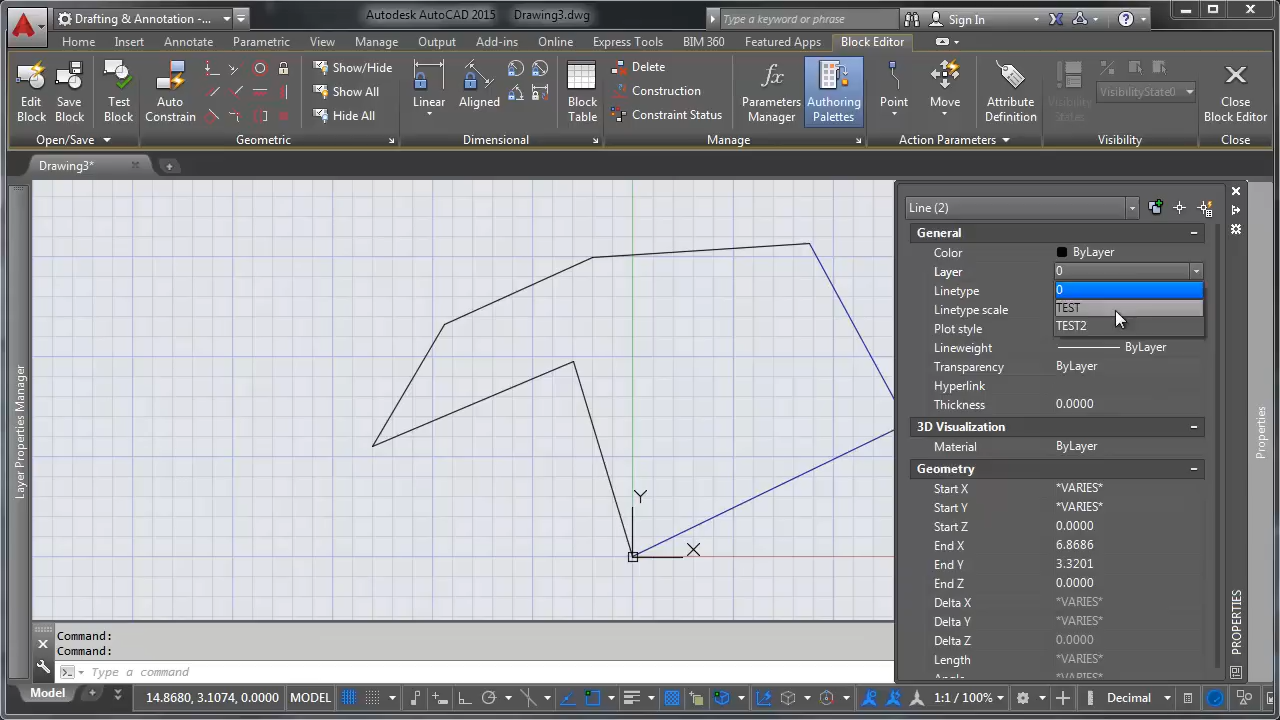 Drafting & Annotation -
Autodesk AutoCAD 2015 Drawing3.dwg
Type a keyword or phrase
Sign In
Home Insert Annotate Parametric View Manage Output Add-ins Online Express Tools BIM 360 Featured Apps Block Editor
Edit Block
Save Block
Test Block
Auto Constrain
Show/Hide
Show All
Hide All
Linear
Aligned
Block Table
Delete
Construction
Constraint Status
Parameters Manager
Authoring Palettes
Point
Move
Attribute Definition
Visibility States
VisibilityState0
Close Block Editor
Open/Save Geometric Dimensional Manage Action Parameters Visibility Close
Drawing3*
Layer Properties Manager
Y
X
Line (2)
General
Color ByLayer
Layer 0
Linetype 0
Linetype scale TEST
Plot style TEST2
Lineweight ByLayer
Transparency ByLayer
Hyperlink
Thickness 0.0000
3D Visualization
Material ByLayer
Geometry
Start X *VARIES*
Start Y *VARIES*
Start Z 0.0000
End X 6.8686
End Y 3.3201
End Z 0.0000
Delta X *VARIES*
Delta Y *VARIES*
Delta Z 0.0000
Length *VARIES*
Properties
PROPERTIES
Command:
Command:
Type a command
Model
14.8680, 3.1074, 0.0000 MODEL
1:1 / 100%
Decimal